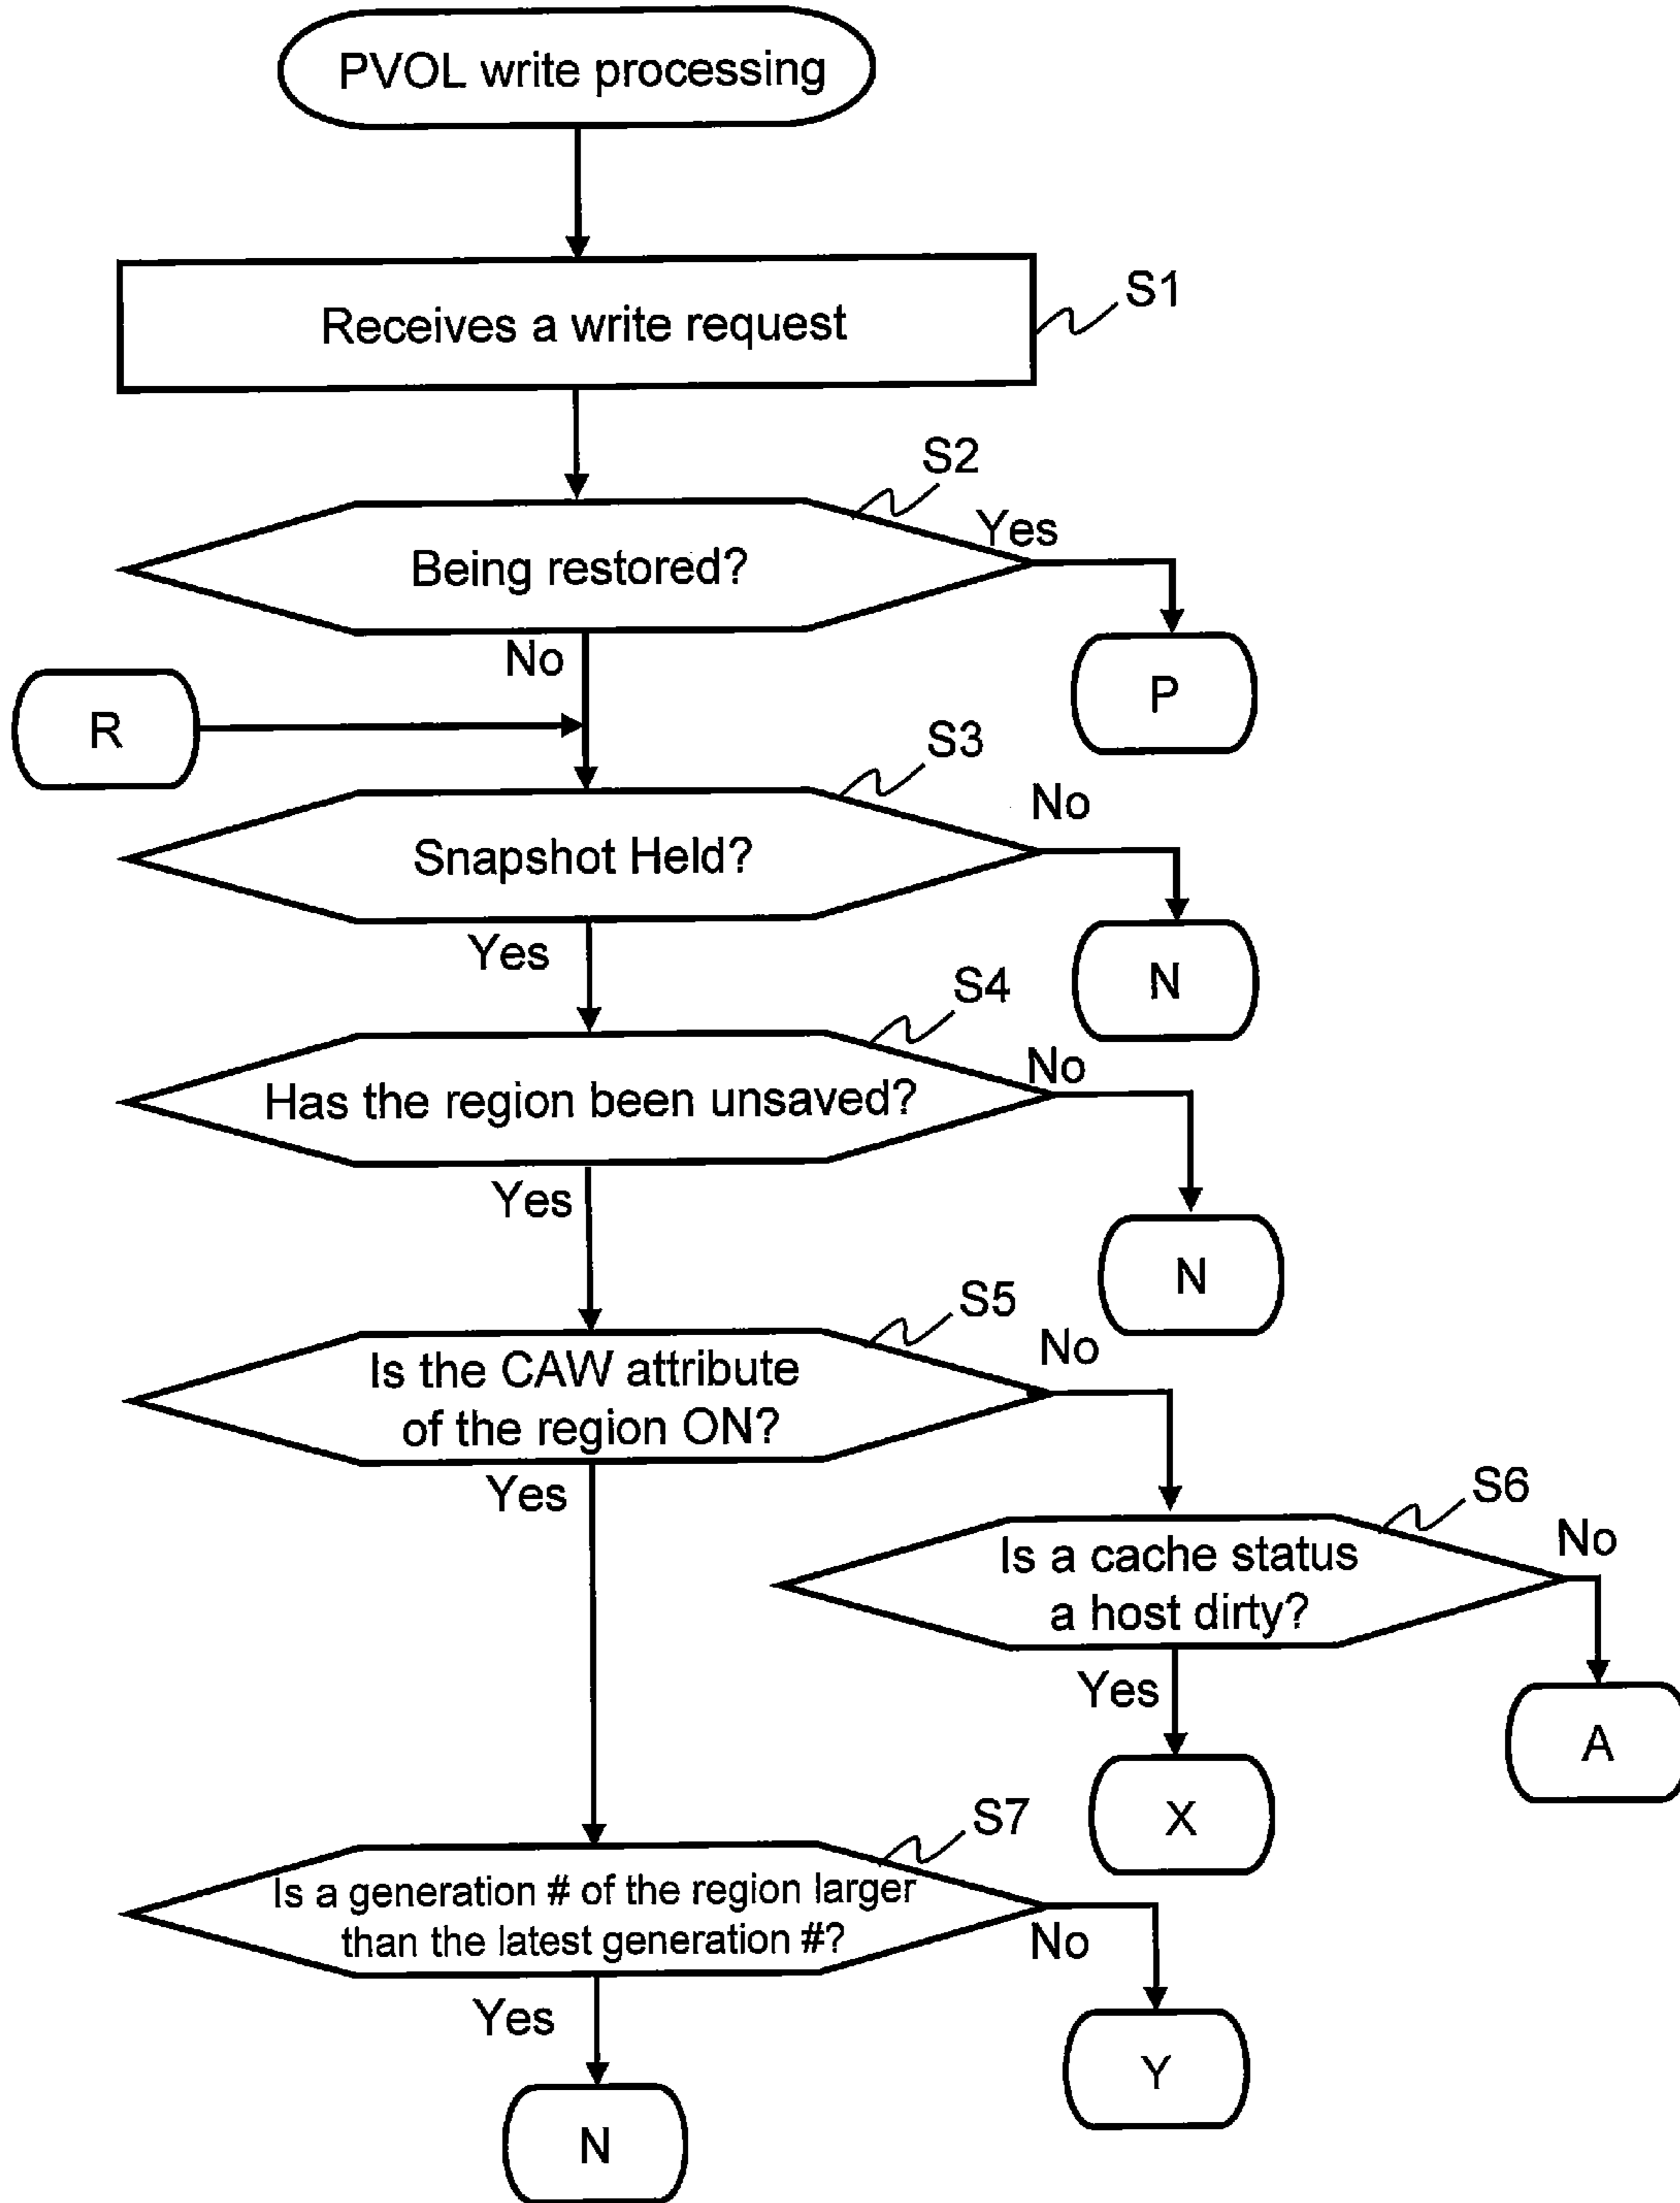 PVOL write processing
Receives a write request
S1
S2
Being restored?
Yes
No
P
R
S3
Snapshot Held?
No
Yes
N
S4
Has the region been unsaved?
No
Yes
N
S5
Is the CAW attribute
of the region ON?
No
Yes
S6
Is a cache status
a host dirty?
No
Yes
A
X
S7
Is a generation # of the region larger
than the latest generation #?
No
Yes
Y
N